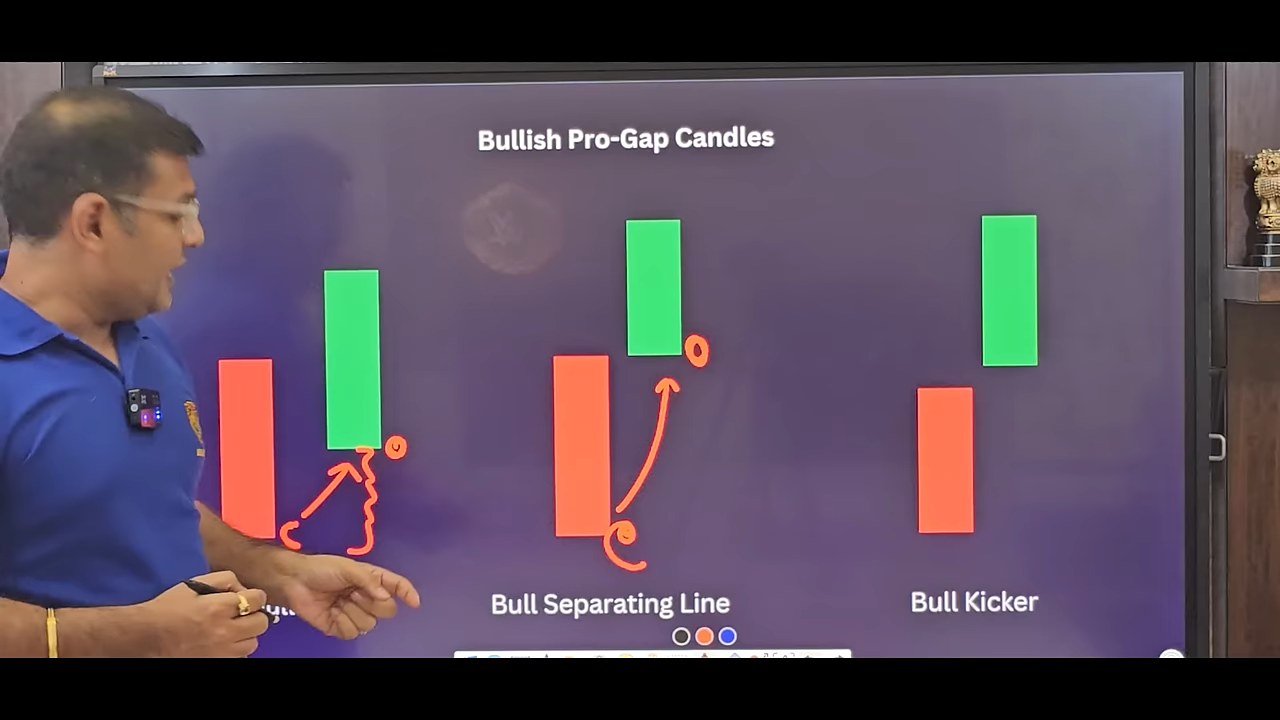 Bullish Pro-Gap Candles
o
o
c
c
Bull Separating Line
Bull Kicker